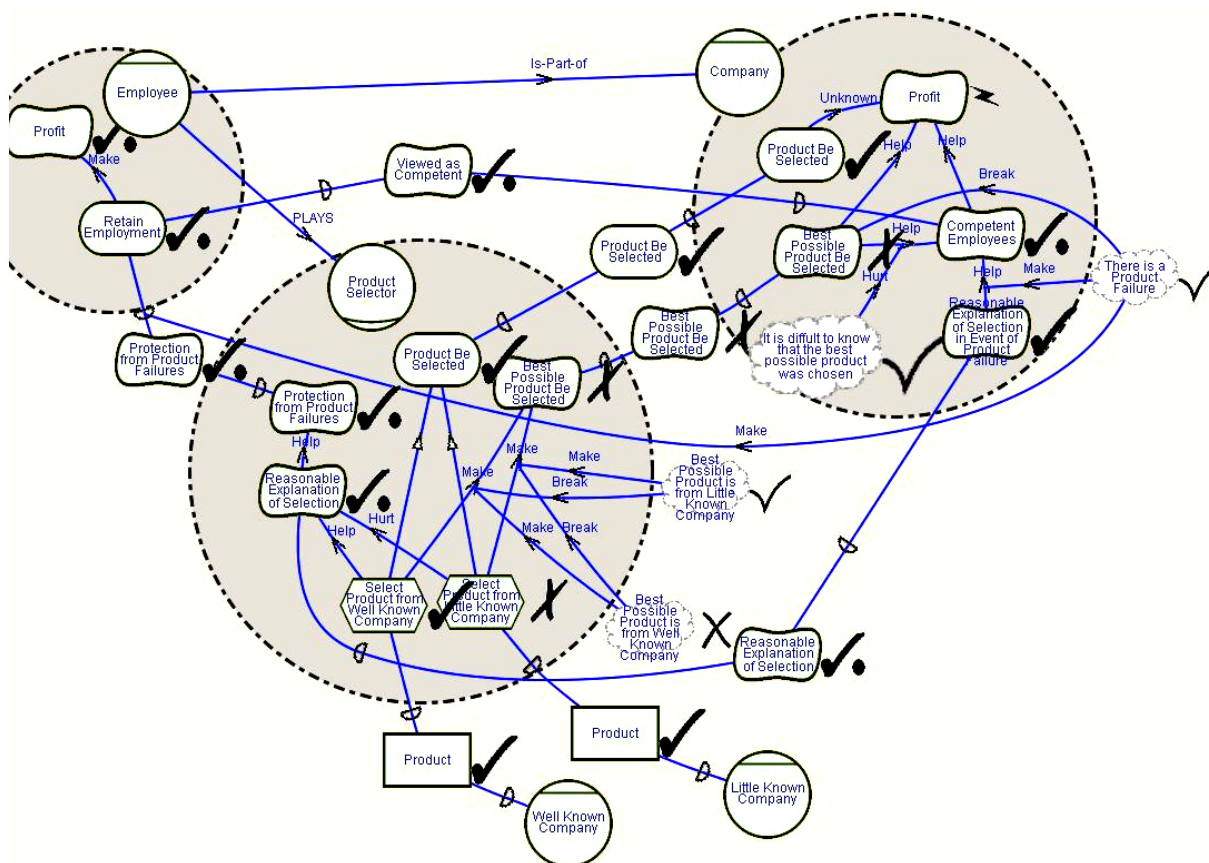 Is-Part-of
Company
Employee
Unknown
Profit
Profit
Make
Help
Help
Product Be
Selected
Viewed as
Competent
Break
PLAYS
Retain
Employment
Product Be
Selected
Best
Possible
Product Be
Selected
Help
Competent
Employees
Hurt
Help
Make
There is a
Product
Failure
Product
Selector
Best
Possible
Product Be
Selected
It is diffult to know
that the best
possible product
was chosen
Reasonable
Explanation
of Selection
in Event of
Product
Failure
Protection
from Product
Failures
Product Be
Selected
Best
Possible
Product Be
Selected
Protection
from Product
Failures
Make
Help
Make
Make
Make
Break
Best
Possible
Product
is from Little
Known
Company
Reasonable
Explanation
of Selection
Hurt
Help
Make
Break
Select
Product from
Well Known
Company
Select
Product from
Little Known
Company
Best
Possible
Product is
from Well
Known
Company
Reasonable
Explanation
of Selection
Product
Product
Well Known
Company
Little Known
Company